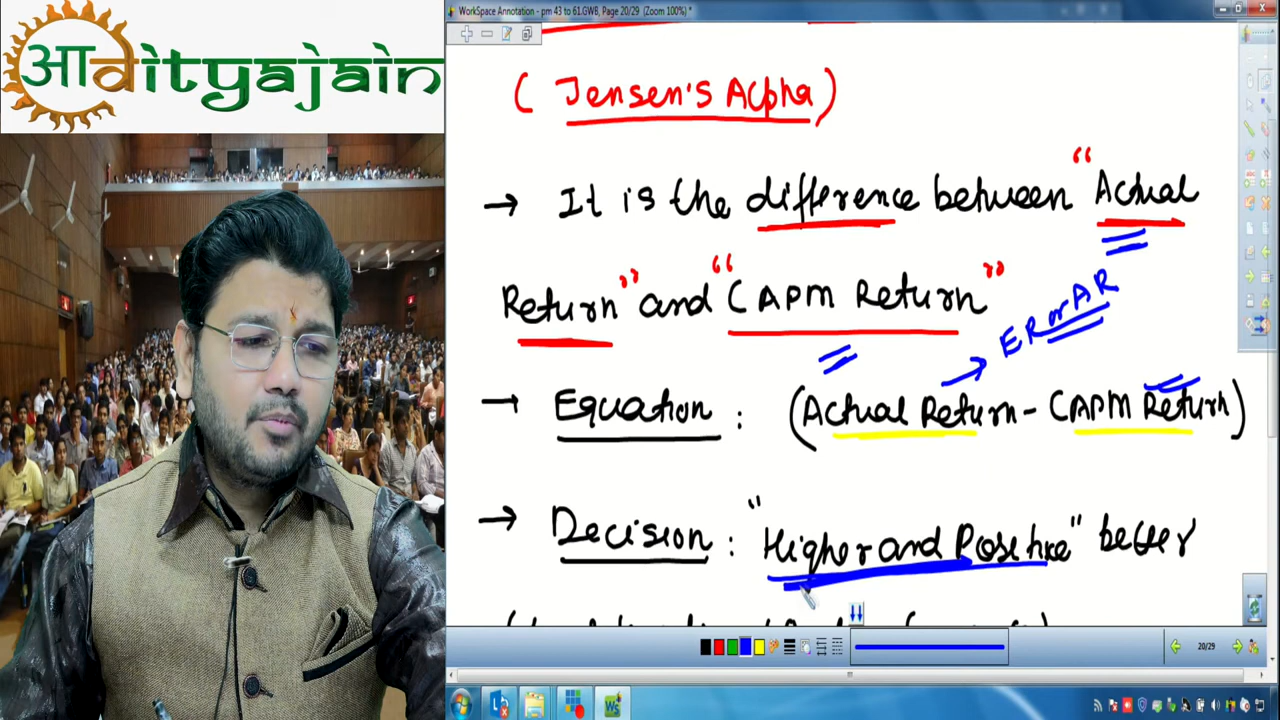 आdityajain
WorkSpace Annotation - pm 43 to 61.GWB, Page 20/29 (Zoom 100%) *
( Jensen's Alpha)
→ It is the difference between "Actual
Return" and "CAPM Return"
ER or AR
→ Equation : (Actual Return - CAPM Return)
→ Decision : "Higher and Positive" better
20/29